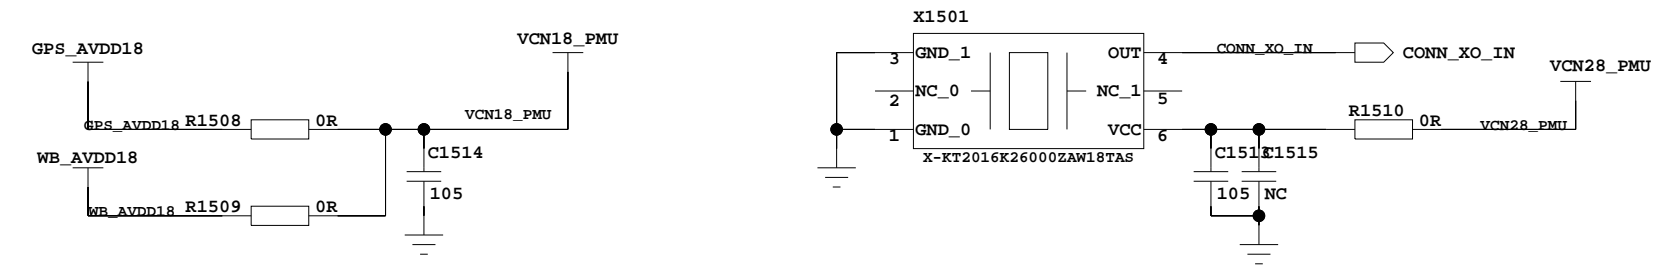 GPS_AVDD18
VCN18_PMU
GPS_AVDD18 R1508 0R
VCN18_PMU
WB_AVDD18
C1514
105
WB_AVDD18 R1509 0R
X1501
3 GND_1 OUT 4 CONN_XO_IN CONN_XO_IN
2 NC_0 NC_1 5
1 GND_0 VCC 6
X-KT2016K26000ZAW18TAS
VCN28_PMU
R1510 0R VCN28_PMU
C1513 C1515
105 NC